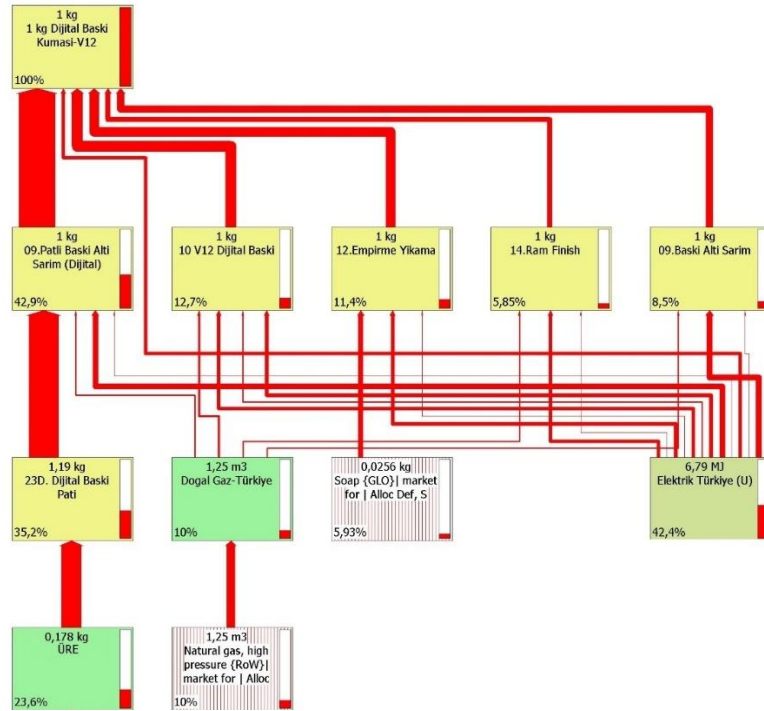 1 kg
1 kg Dijital Baski
Kumasi-V12
100%
1 kg
09.Patli Baski Alti
Sarim (Dijital)
42,9%
1 kg
10 V12 Dijital Baski
12,7%
1 kg
12.Empirme Yikama
11,4%
1 kg
14.Ram Finish
5,85%
1 kg
09.Baski Alti Sarim
8,5%
1,19 kg
23D. Dijital Baski
Pati
35,2%
1,25 m3
Dogal Gaz-Türkiye
10%
0,0256 kg
Soap {GLO}| market
for | Alloc Def, S
5,93%
6,79 MJ
Elektrik Türkiye (U)
42,4%
0,178 kg
ÜRE
23,6%
1,25 m3
Natural gas, high
pressure {RoW}|
market for | Alloc
10%